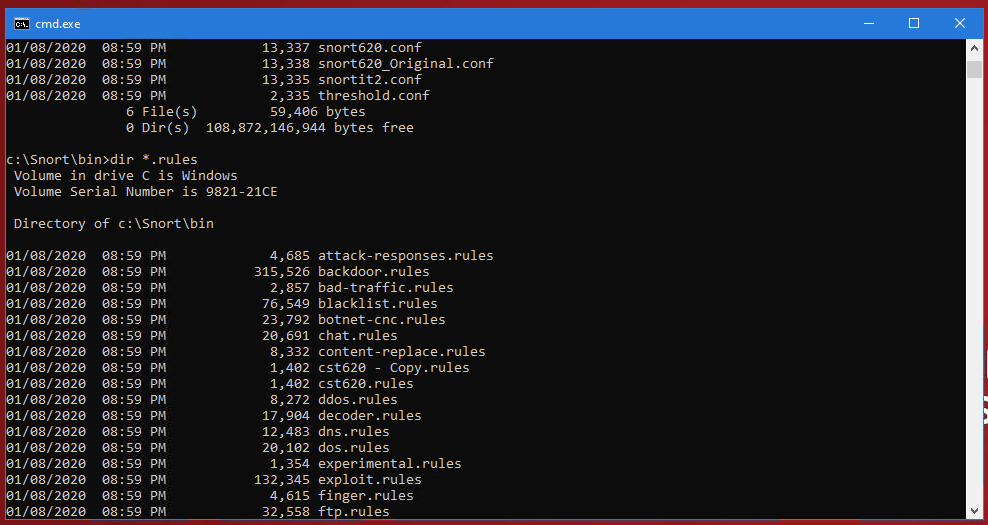 cmd.exe
01/08/2020  08:59 PM            13,337 snort620.conf
01/08/2020  08:59 PM            13,338 snort620_Original.conf
01/08/2020  08:59 PM            13,335 snortit2.conf
01/08/2020  08:59 PM             2,335 threshold.conf
               6 File(s)         59,406 bytes
               0 Dir(s)  108,872,146,944 bytes free
c:\Snort\bin>dir *.rules
 Volume in drive C is Windows
 Volume Serial Number is 9821-21CE
 Directory of c:\Snort\bin
01/08/2020  08:59 PM             4,685 attack-responses.rules
01/08/2020  08:59 PM           315,526 backdoor.rules
01/08/2020  08:59 PM             2,857 bad-traffic.rules
01/08/2020  08:59 PM            76,549 blacklist.rules
01/08/2020  08:59 PM            23,792 botnet-cnc.rules
01/08/2020  08:59 PM            20,691 chat.rules
01/08/2020  08:59 PM             8,332 content-replace.rules
01/08/2020  08:59 PM             1,402 cst620 - Copy.rules
01/08/2020  08:59 PM             1,402 cst620.rules
01/08/2020  08:59 PM             8,272 ddos.rules
01/08/2020  08:59 PM            17,904 decoder.rules
01/08/2020  08:59 PM            12,483 dns.rules
01/08/2020  08:59 PM            20,102 dos.rules
01/08/2020  08:59 PM             1,354 experimental.rules
01/08/2020  08:59 PM           132,345 exploit.rules
01/08/2020  08:59 PM             4,615 finger.rules
01/08/2020  08:59 PM            32,558 ftp.rules